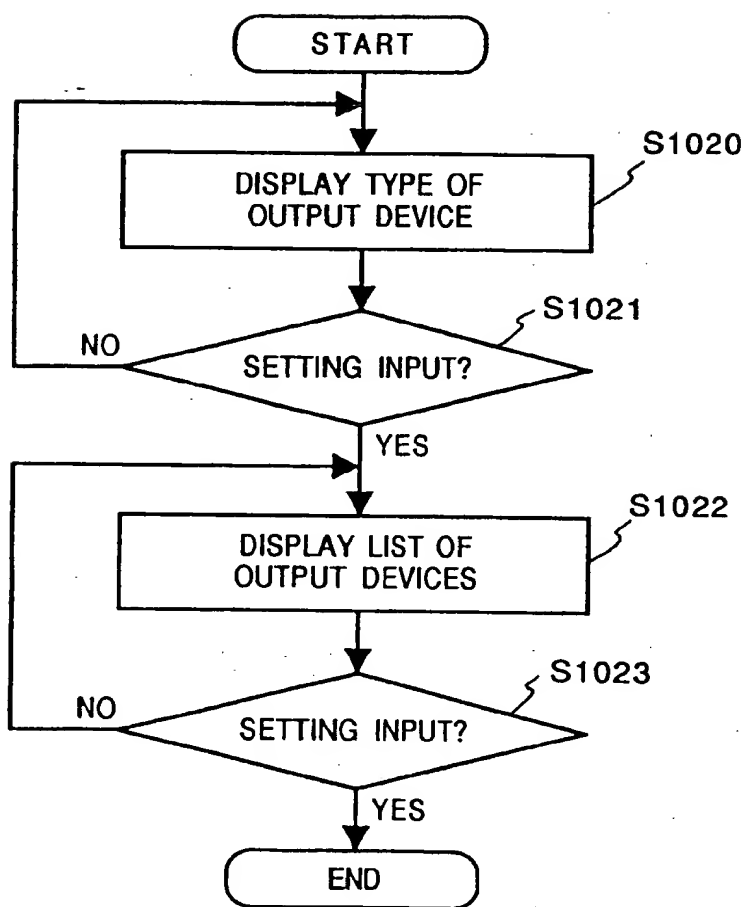 START
S1020
DISPLAY TYPE OF
OUTPUT DEVICE
S1021
NO
SETTING INPUT?
YES
S1022
DISPLAY LIST OF
OUTPUT DEVICES
S1023
NO
SETTING INPUT?
YES
END